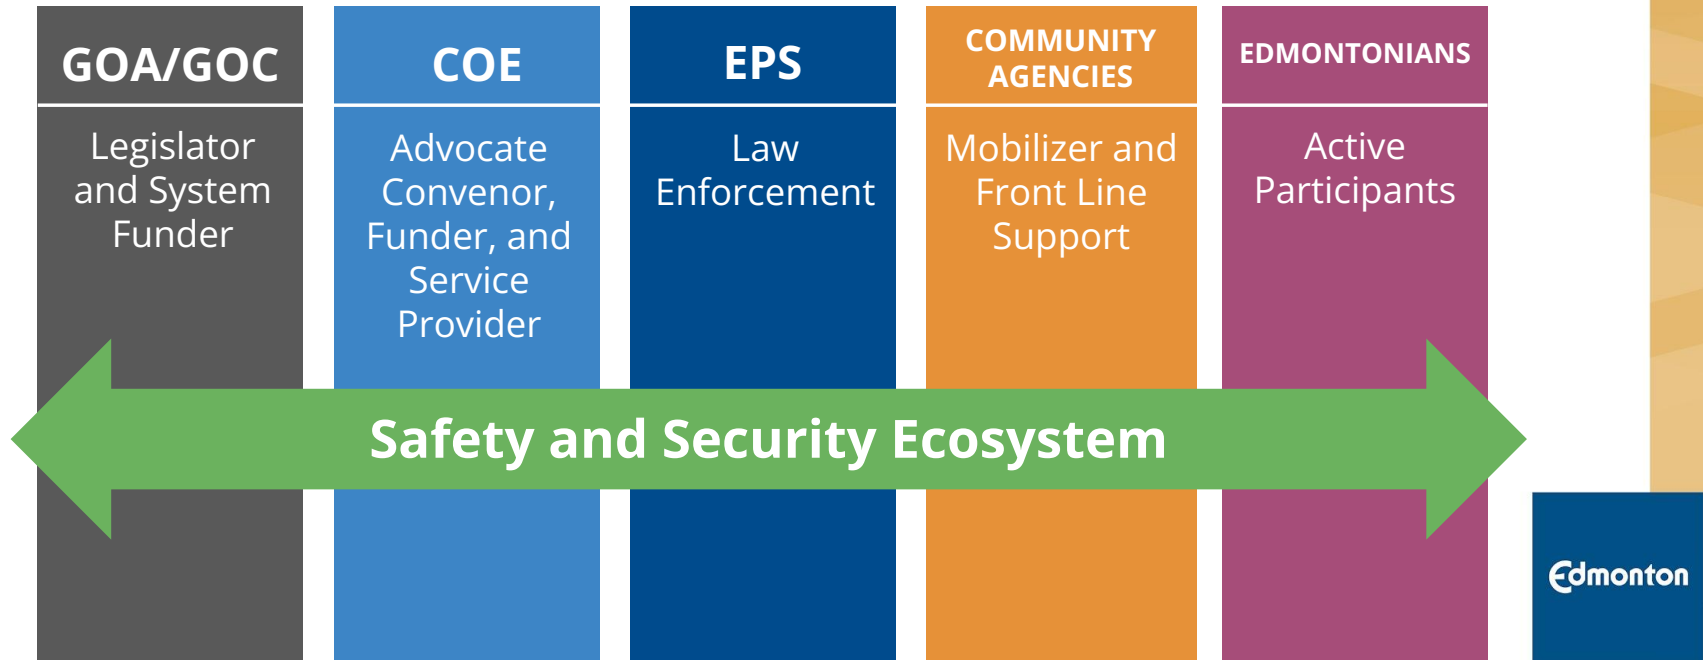 GOA/GOC
Legislator
and System
Funder
COE
Advocate
Convenor,
Funder, and
Service
Provider
EPS
Law
Enforcement
COMMUNITY
AGENCIES
Mobilizer and
Front Line
Support
EDMONTONIANS
Active
Participants
Safety and Security Ecosystem
Edmonton